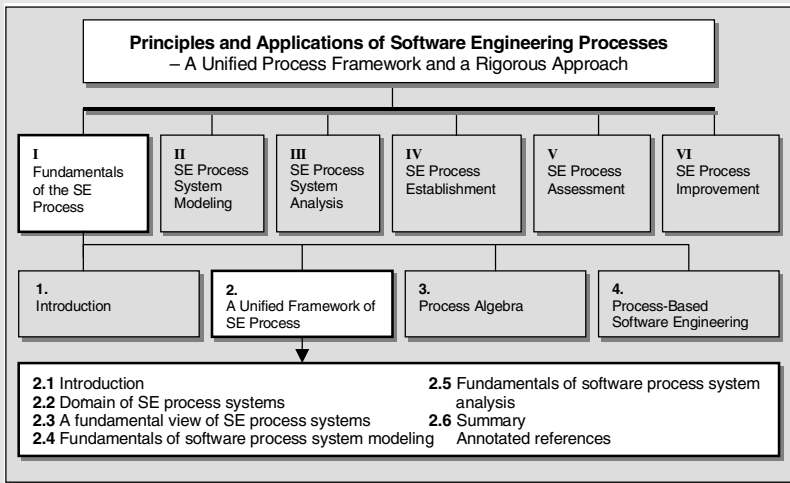 Principles and Applications of Software Engineering Processes
– A Unified Process Framework and a Rigorous Approach
I
Fundamentals
of the SE
Process
II
SE Process
System
Modeling
III
SE Process
System
Analysis
IV
SE Process
Establishment
V
SE Process
Assessment
VI
SE Process
Improvement
1.
Introduction
2.
A Unified Framework of
SE Process
3.
Process Algebra
4.
Process-Based
Software Engineering
2.1 Introduction
2.2 Domain of SE process systems
2.3 A fundamental view of SE process systems
2.4 Fundamentals of software process system modeling
2.5 Fundamentals of software process system
analysis
2.6 Summary
Annotated references